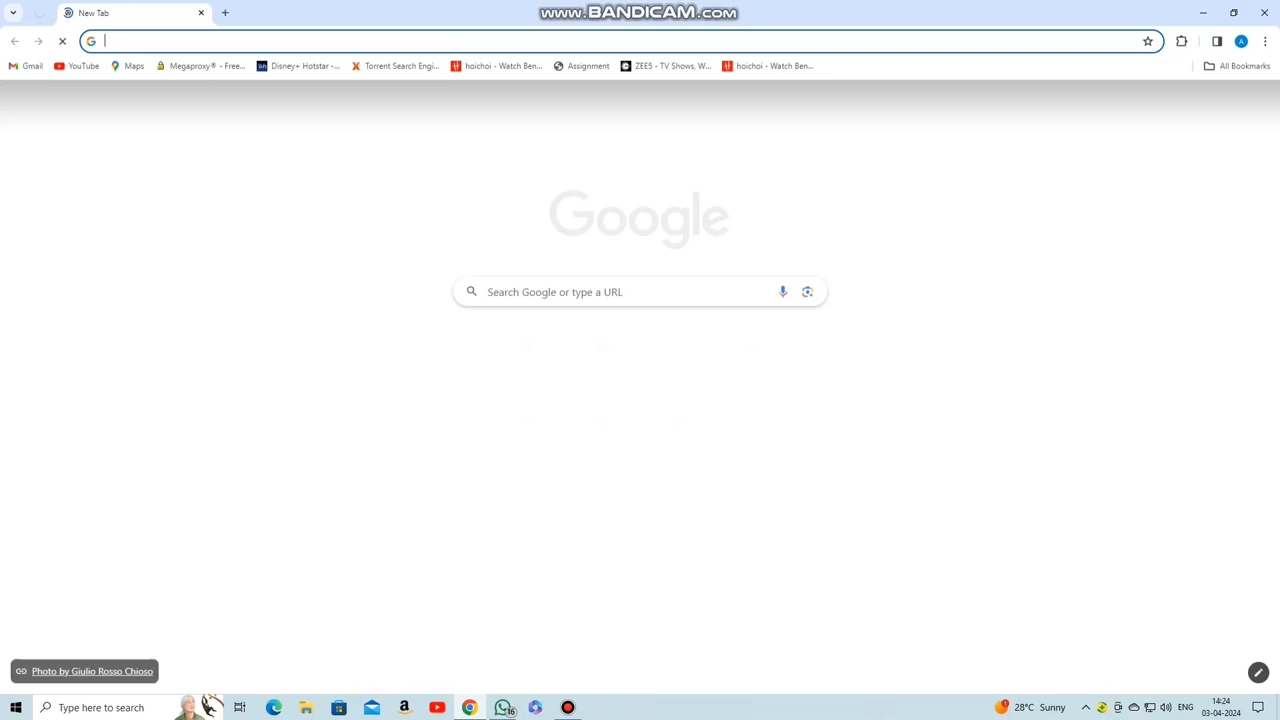 www.BANDICAM.com
New Tab
Gmail YouTube Maps Megaproxy® - Free... Disney+ Hotstar -... Torrent Search Engi... hoichoi - Watch Ben... Assignment ZEE5 - TV Shows, W... hoichoi - Watch Ben... All Bookmarks
Google
Search Google or type a URL
Photo by Giulio Rosso Chioso
Type here to search 16 28°C Sunny ENG 14:24
03-04-2024